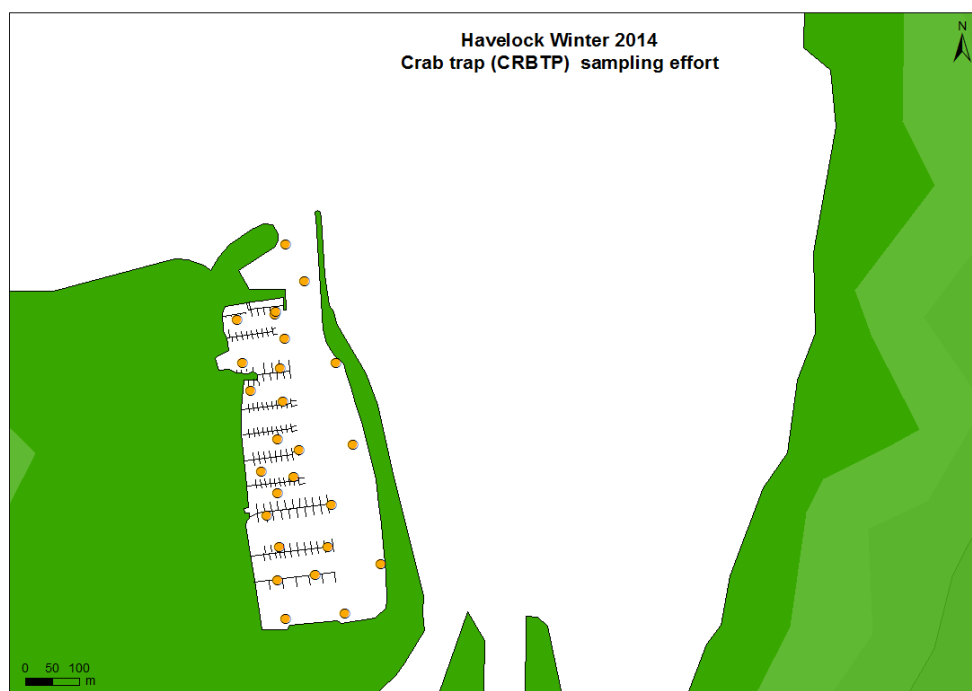 Havelock Winter 2014
Crab trap (CRBTP) sampling effort
N
0 50 100
m